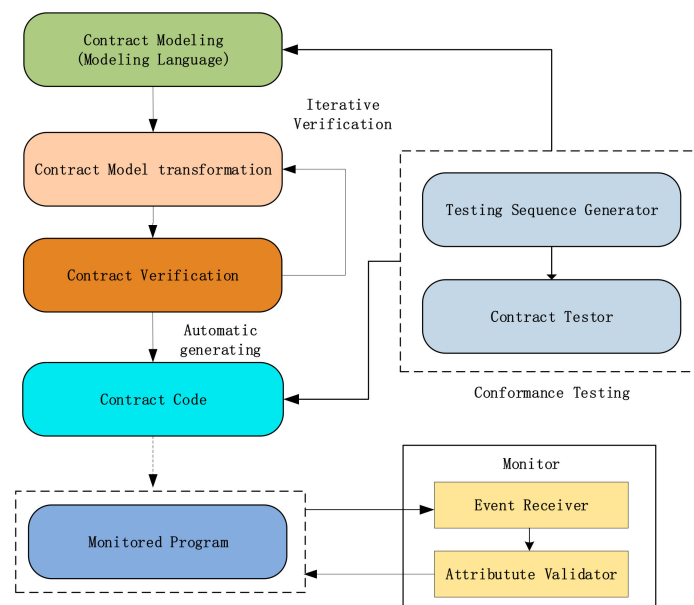 Contract Modeling
(Modeling Language)
Iterative
Verification
Contract Model transformation
Testing Sequence Generator
Contract Verification
Contract Testor
Automatic
generating
Contract Code
Conformance Testing
Monitor
Event Receiver
Monitored Program
Attributute Validator